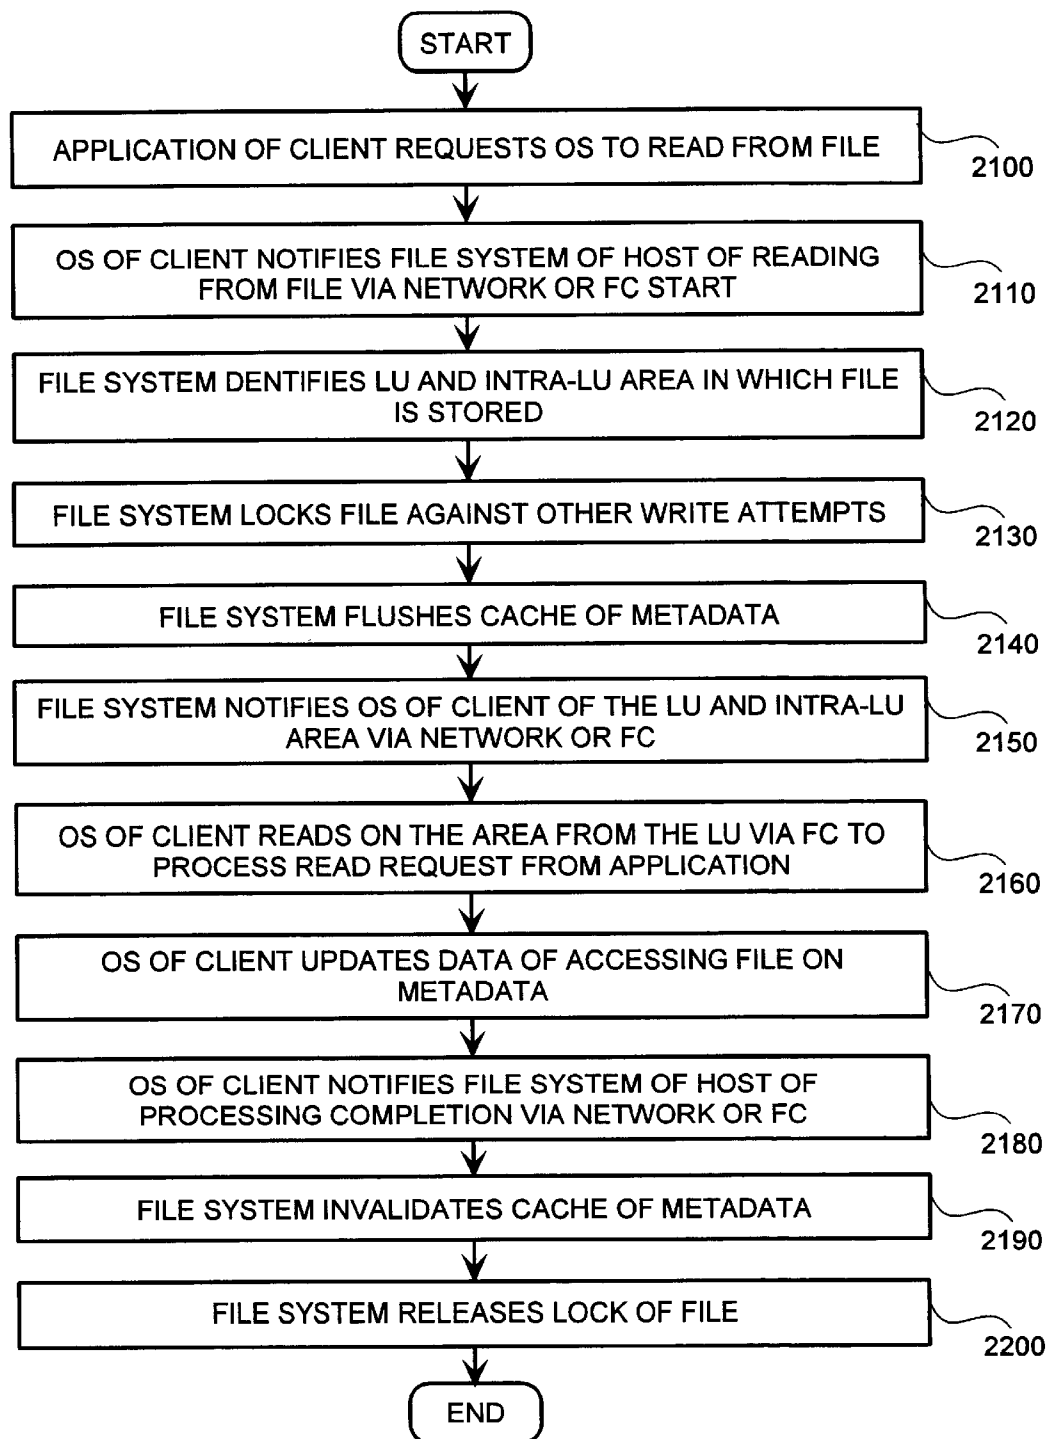 START
APPLICATION OF CLIENT REQUESTS OS TO READ FROM FILE
2100
OS OF CLIENT NOTIFIES FILE SYSTEM OF HOST OF READING
FROM FILE VIA NETWORK OR FC START
2110
FILE SYSTEM DENTIFIES LU AND INTRA-LU AREA IN WHICH FILE
IS STORED
2120
FILE SYSTEM LOCKS FILE AGAINST OTHER WRITE ATTEMPTS
2130
FILE SYSTEM FLUSHES CACHE OF METADATA
2140
FILE SYSTEM NOTIFIES OS OF CLIENT OF THE LU AND INTRA-LU
AREA VIA NETWORK OR FC
2150
OS OF CLIENT READS ON THE AREA FROM THE LU VIA FC TO
PROCESS READ REQUEST FROM APPLICATION
2160
OS OF CLIENT UPDATES DATA OF ACCESSING FILE ON
METADATA
2170
OS OF CLIENT NOTIFIES FILE SYSTEM OF HOST OF
PROCESSING COMPLETION VIA NETWORK OR FC
2180
FILE SYSTEM INVALIDATES CACHE OF METADATA
2190
FILE SYSTEM RELEASES LOCK OF FILE
2200
END